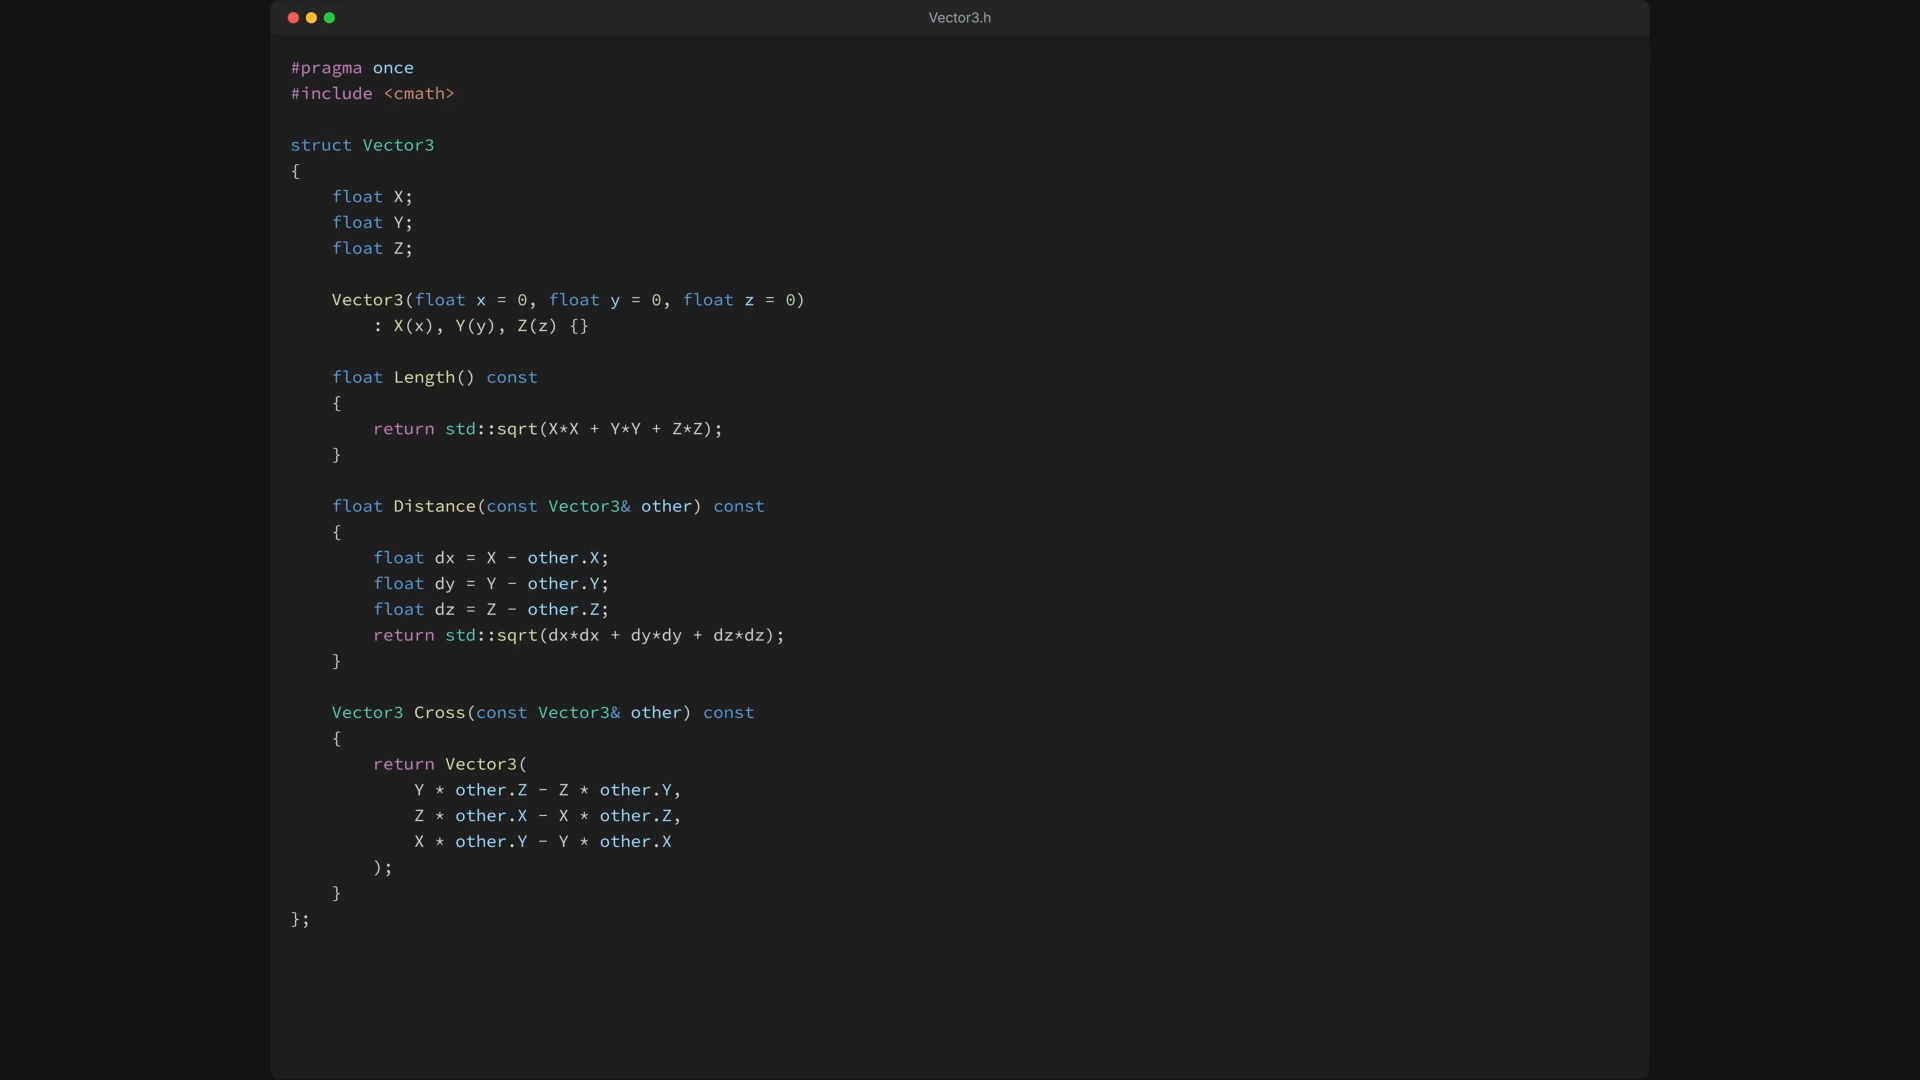 Vector3.h
#pragma once
#include <cmath>
struct Vector3
{
    float X;
    float Y;
    float Z;
    Vector3(float x = 0, float y = 0, float z = 0)
        : X(x), Y(y), Z(z) {}
    float Length() const
    {
        return std::sqrt(X*X + Y*Y + Z*Z);
    }
    float Distance(const Vector3& other) const
    {
        float dx = X - other.X;
        float dy = Y - other.Y;
        float dz = Z - other.Z;
        return std::sqrt(dx*dx + dy*dy + dz*dz);
    }
    Vector3 Cross(const Vector3& other) const
    {
        return Vector3(
            Y * other.Z - Z * other.Y,
            Z * other.X - X * other.Z,
            X * other.Y - Y * other.X
        );
    }
};